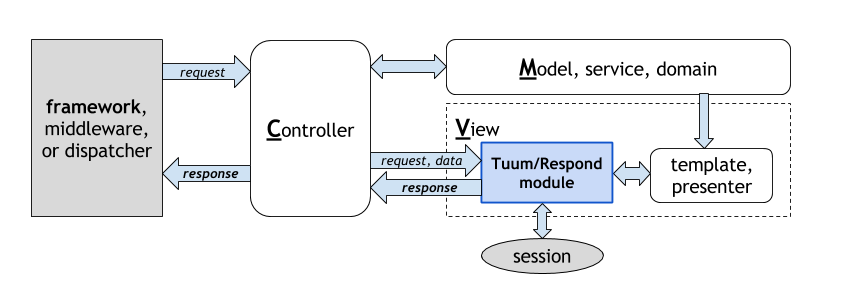 framework,
middleware,
or dispatcher
request
response
Controller
request, data
response
Model, service, domain
View
Tuum/Respond
module
template,
presenter
session